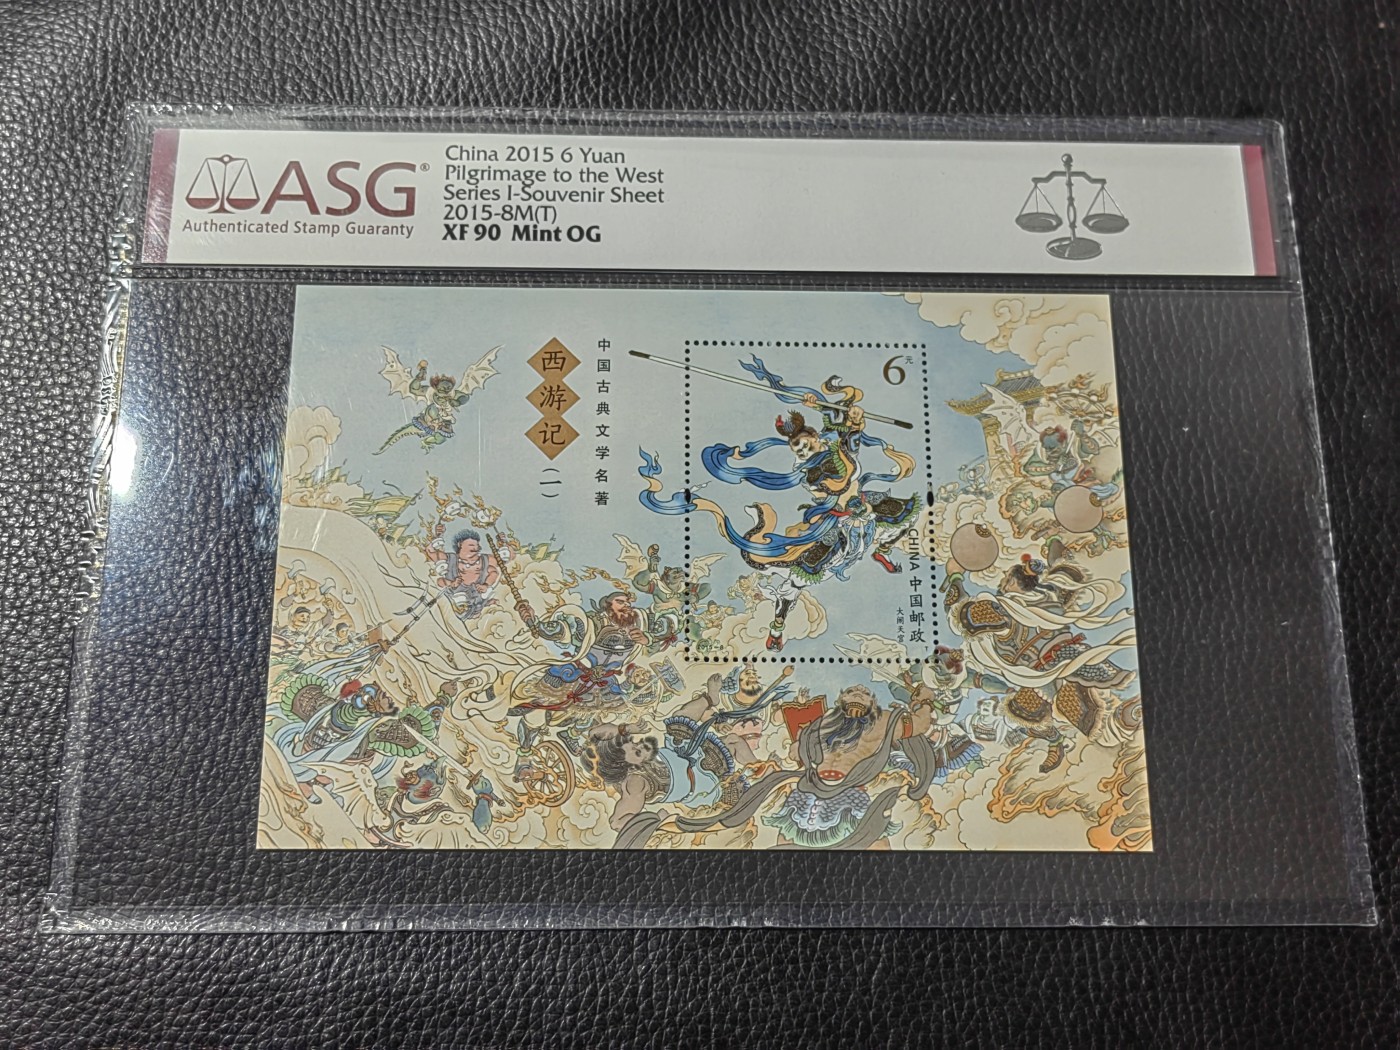 ASG®
Authenticated Stamp Guaranty
China 2015 6 Yuan
Pilgrimage to the West
Series I-Souvenir Sheet
2015-8M(T)
XF 90 Mint OG
中国古典文学名著
西游记
(一)
6元
CHINA 中国邮政
大闹天宫
2015-8
T